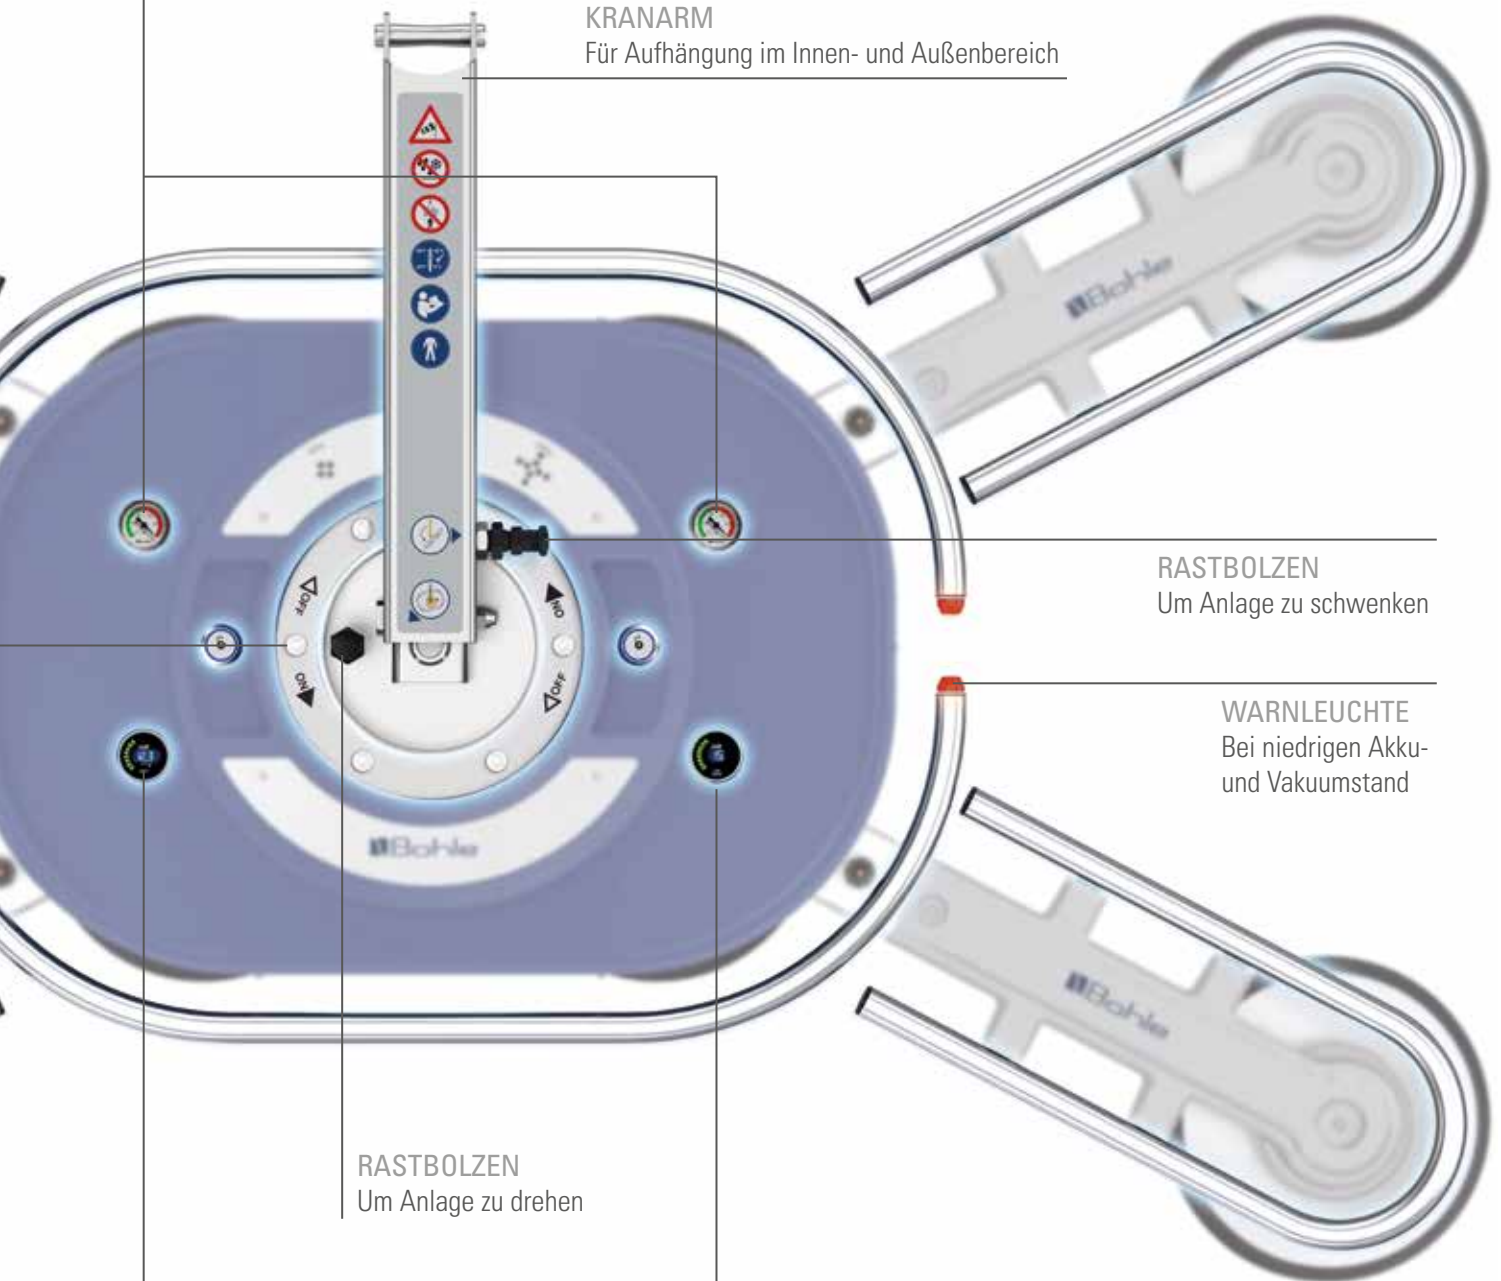 KRANARM
Für Aufhängung im Innen- und Außenbereich
Bohle
OFF
ON
ON
OFF
RASTBOLZEN
Um Anlage zu schwenken
WARNLEUCHTE
Bei niedrigen Akku-
und Vakuumstand
Bohle
Bohle
RASTBOLZEN
Um Anlage zu drehen